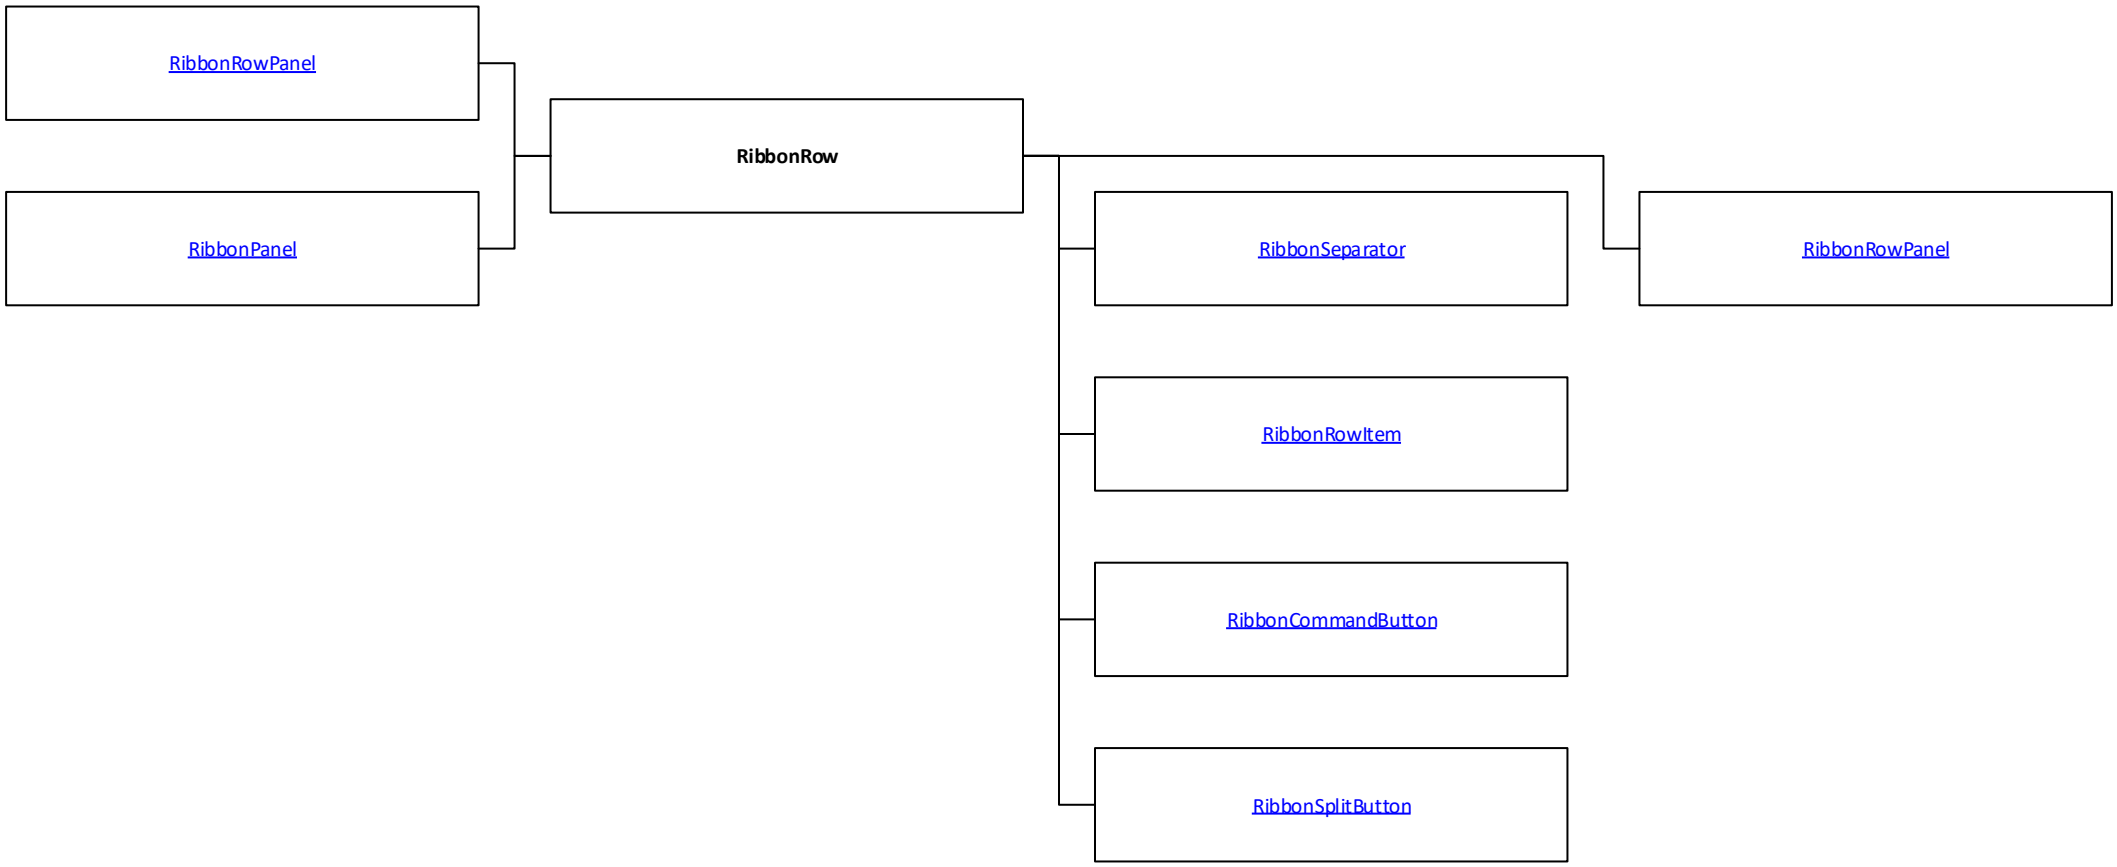 RibbonRowPanel
RibbonRow
RibbonPanel
RibbonSeparator
RibbonRowPanel
RibbonRowItem
RibbonCommandButton
RibbonSplitButton